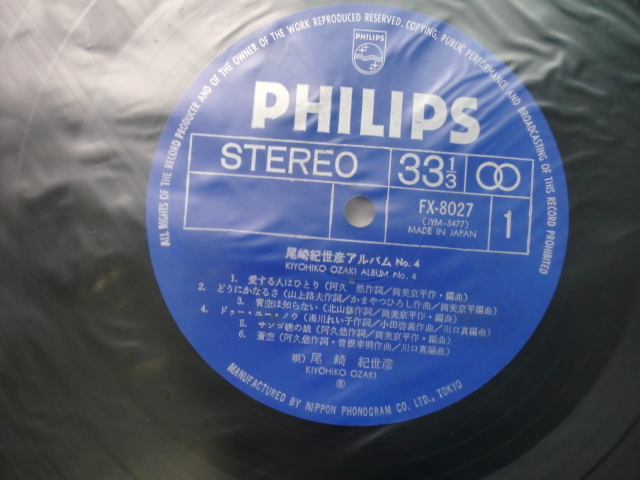 ALL RIGHTS OF THE RECORD PRODUCER AND OF THE OWNER OF THE WORK REPRODUCED RESERVED. COPYING, PUBLIC PERFORMANCE AND BROADCASTING OF THIS RECORD PROHIBITED
PHILIPS
PHILIPS
STEREO
33 1/3
FX-8027
(IYM-5477)
MADE IN JAPAN
1
尾崎紀世彦アルバム No. 4
KIYOHIKO OZAKI ALBUM No. 4
1. 愛する人はひとり (阿久 悠作詞/筒美京平作・編曲)
2. どうにかなるさ (山上路夫作詞/かまやつひろし作曲/筒美京平編曲)
3. 青空は知らない (北山修作詞/筒美京平作・編曲)
4. ドゥー・ユー・ノウ (湯川れい子作詞/小田啓義作曲/川口真編曲)
5. サンゴ礁の娘 (阿久悠作詞/筒美京平作・編曲)
6. 蒼空 (阿久悠作詞・曽根幸明作曲/川口真編曲)
唄) 尾崎 紀世彦
KIYOHIKO OZAKI
Ⓡ
MANUFACTURED BY NIPPON PHONOGRAM CO. LTD., TOKYO